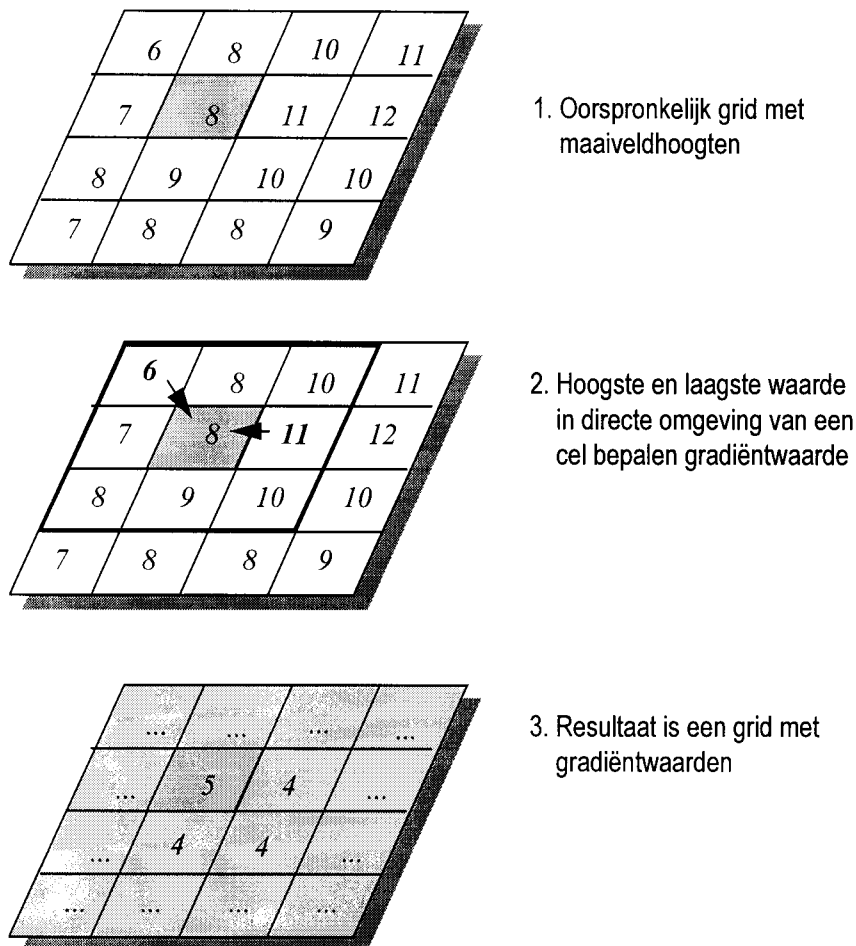 6 8 10 11
7 8 11 12
8 9 10 10
7 8 8 9
1. Oorspronkelijk grid met
maaiveldhoogten
6 8 10 11
7 8 11 12
8 9 10 10
7 8 8 9
2. Hoogste en laagste waarde
in directe omgeving van een
cel bepalen gradiëntwaarde
... ... ... ...
... 5 4 ...
... 4 4 ...
... ... ... ...
3. Resultaat is een grid met
gradiëntwaarden